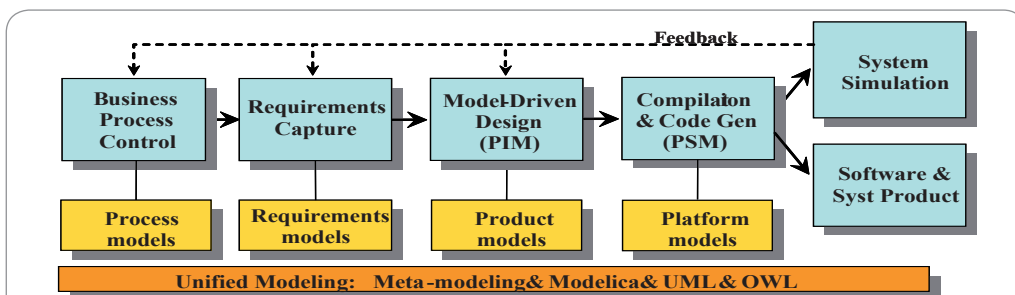 Feedback
Business
Process
Control
Requirements
Capture
Model-Driven
Design
(PIM)
Compilation
& Code Gen
(PSM)
System
Simulation
Software &
Syst Product
Process
models
Requirements
models
Product
models
Platform
models
Unified Modeling: Meta-modeling& Modelica& UML & OWL